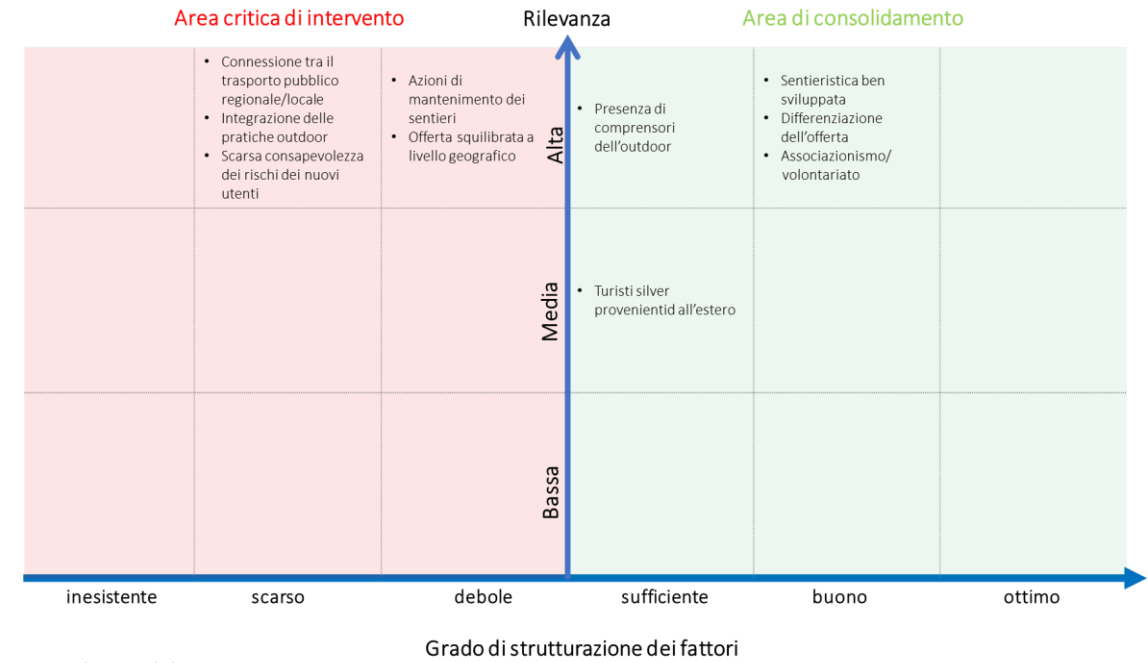 Area critica di intervento
Rilevanza
Area di consolidamento
• Connessione tra il
trasporto pubblico
regionale/locale
• Integrazione delle
pratiche outdoor
• Scarsa consapevolezza
dei rischi dei nuovi
utenti
• Azioni di
mantenimento dei
sentieri
• Offerta squilibrata a
livello geografico
Alta
• Presenza di
comprensori
dell'outdoor
• Sentieristica ben
sviluppata
• Differenziazione
dell'offerta
• Associazionismo/
volontariato
Media
• Turisti silver
provenientid all'estero
Bassa
inesistente
scarso
debole
sufficiente
buono
ottimo
Grado di strutturazione dei fattori